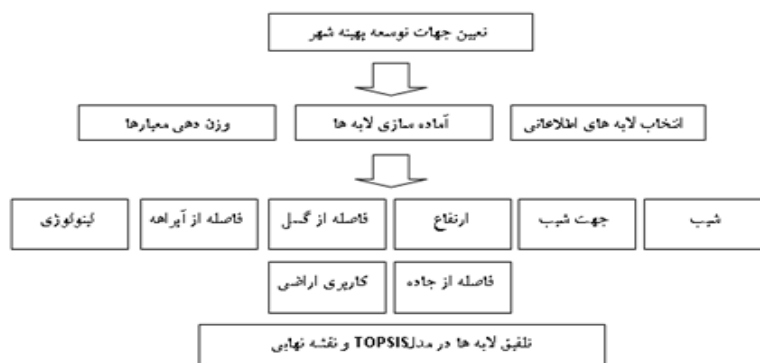 تعیین جهات توسعه بهینه شهر
انتخاب لایه های اطلاعاتی
آماده سازی لایه ها
وزن دهی معیارها
شیب
جهت شیب
ارتفاع
فاصله از گسل
فاصله از آبراهه
لیتولوژی
فاصله از جاده
کاربری اراضی
تلفیق لایه ها در مدلTOPSIS و نقشه نهایی